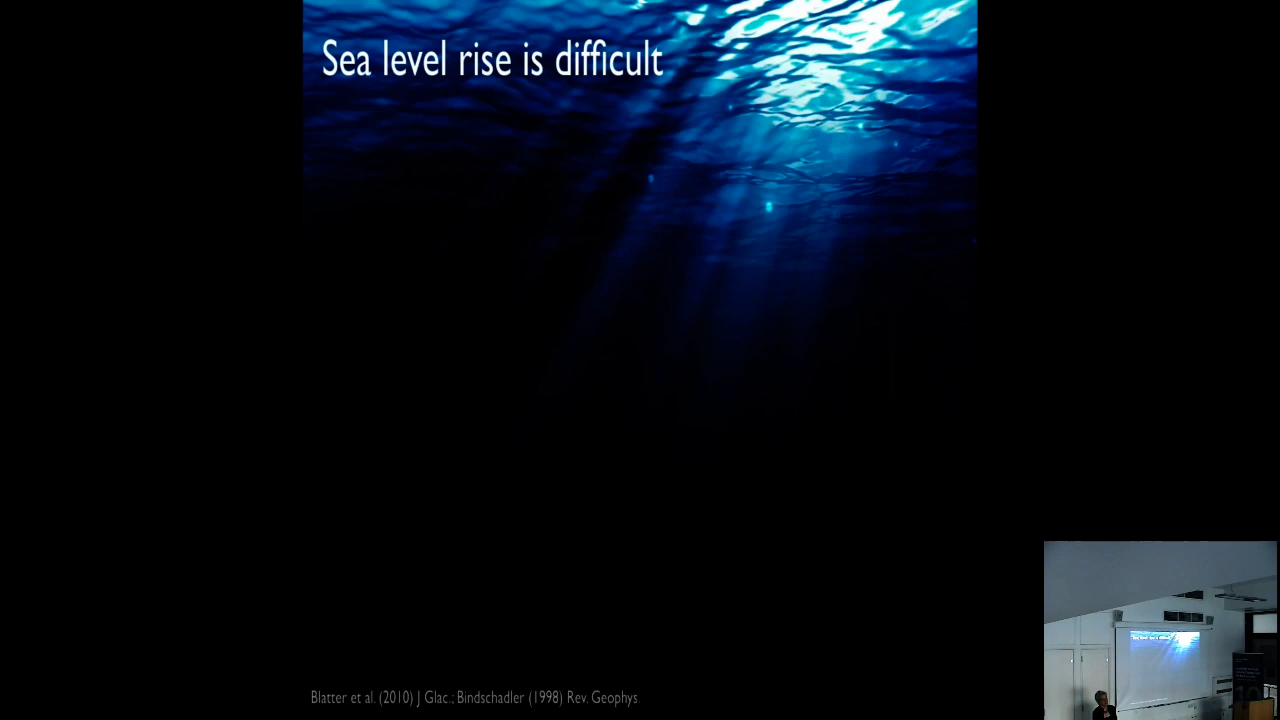 Sea level rise is difficult
Blatter et al. (2010) J Glac.; Bindschadler (1998) Rev. Geophys.